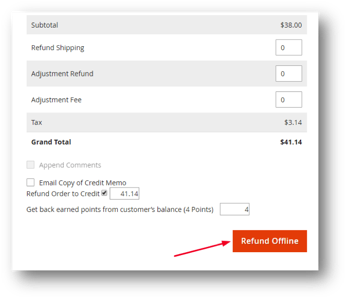 Subtotal $38.00
Refund Shipping 0
Adjustment Refund 0
Adjustment Fee 0
Tax $3.14
Grand Total $41.14
Append Comments
Email Copy of Credit Memo
Refund Order to Credit 41.14
Get back earned points from customer's balance (4 Points) 4
Refund Offline